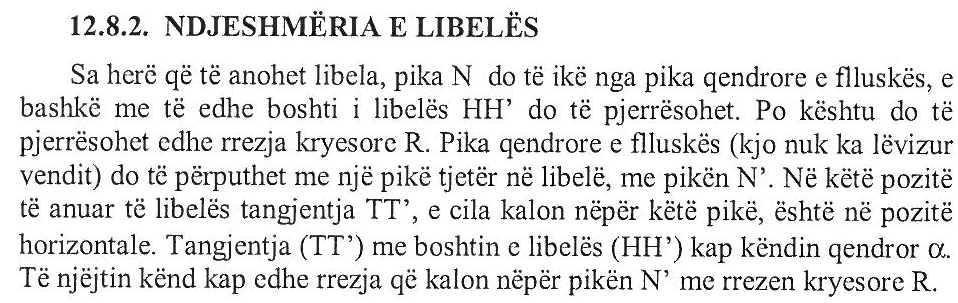 12.8.2. NDJESHMËRIA E LIBELËS
Sa herë që të anohet libela, pika N do të ikë nga pika qendrore e flluskës, e
bashkë me të edhe boshti i libelës HH’ do të pjerrësohet. Po kështu do të
pjerrësohet edhe rrezja kryesore R. Pika qendrore e flluskës (kjo nuk ka lëvizur
vendit) do të përputhet me një pikë tjetër në libelë, me pikën N’. Në këtë pozitë
të anuar të libelës tangjentja TT’, e cila kalon nëpër këtë pikë, është në pozitë
horizontale. Tangjentja (TT’) me boshtin e libelës (HH’) kap këndin qendror α.
Të njëjtin kënd kap edhe rrezja që kalon nëpër pikën N’ me rrezen kryesore R.